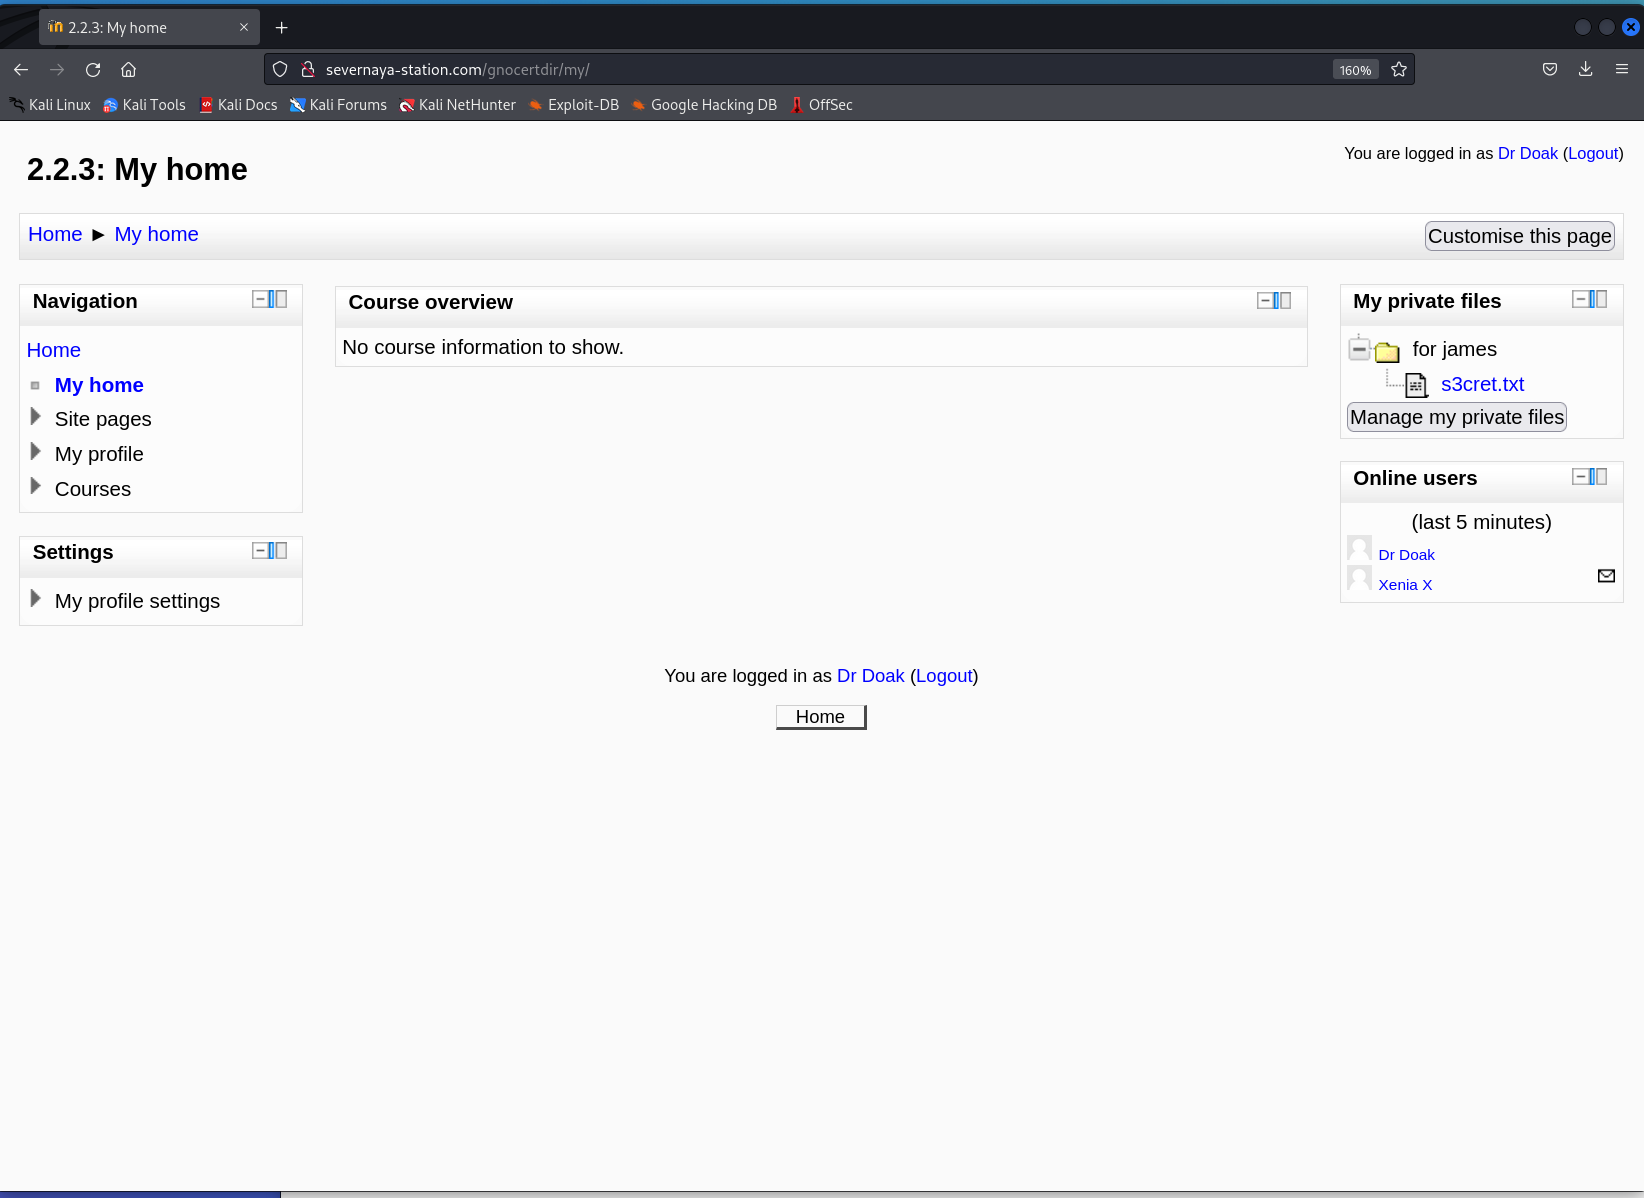 2.2.3: My home
severnaya-station.com/gnocertdir/my/ 160%
Kali Linux Kali Tools Kali Docs Kali Forums Kali NetHunter Exploit-DB Google Hacking DB OffSec
You are logged in as Dr Doak (Logout)
2.2.3: My home
Home ► My home
Customise this page
Navigation
Home
My home
Site pages
My profile
Courses
Settings
My profile settings
Course overview
No course information to show.
My private files
for james
s3cret.txt
Manage my private files
Online users
(last 5 minutes)
Dr Doak
Xenia X
You are logged in as Dr Doak (Logout)
Home